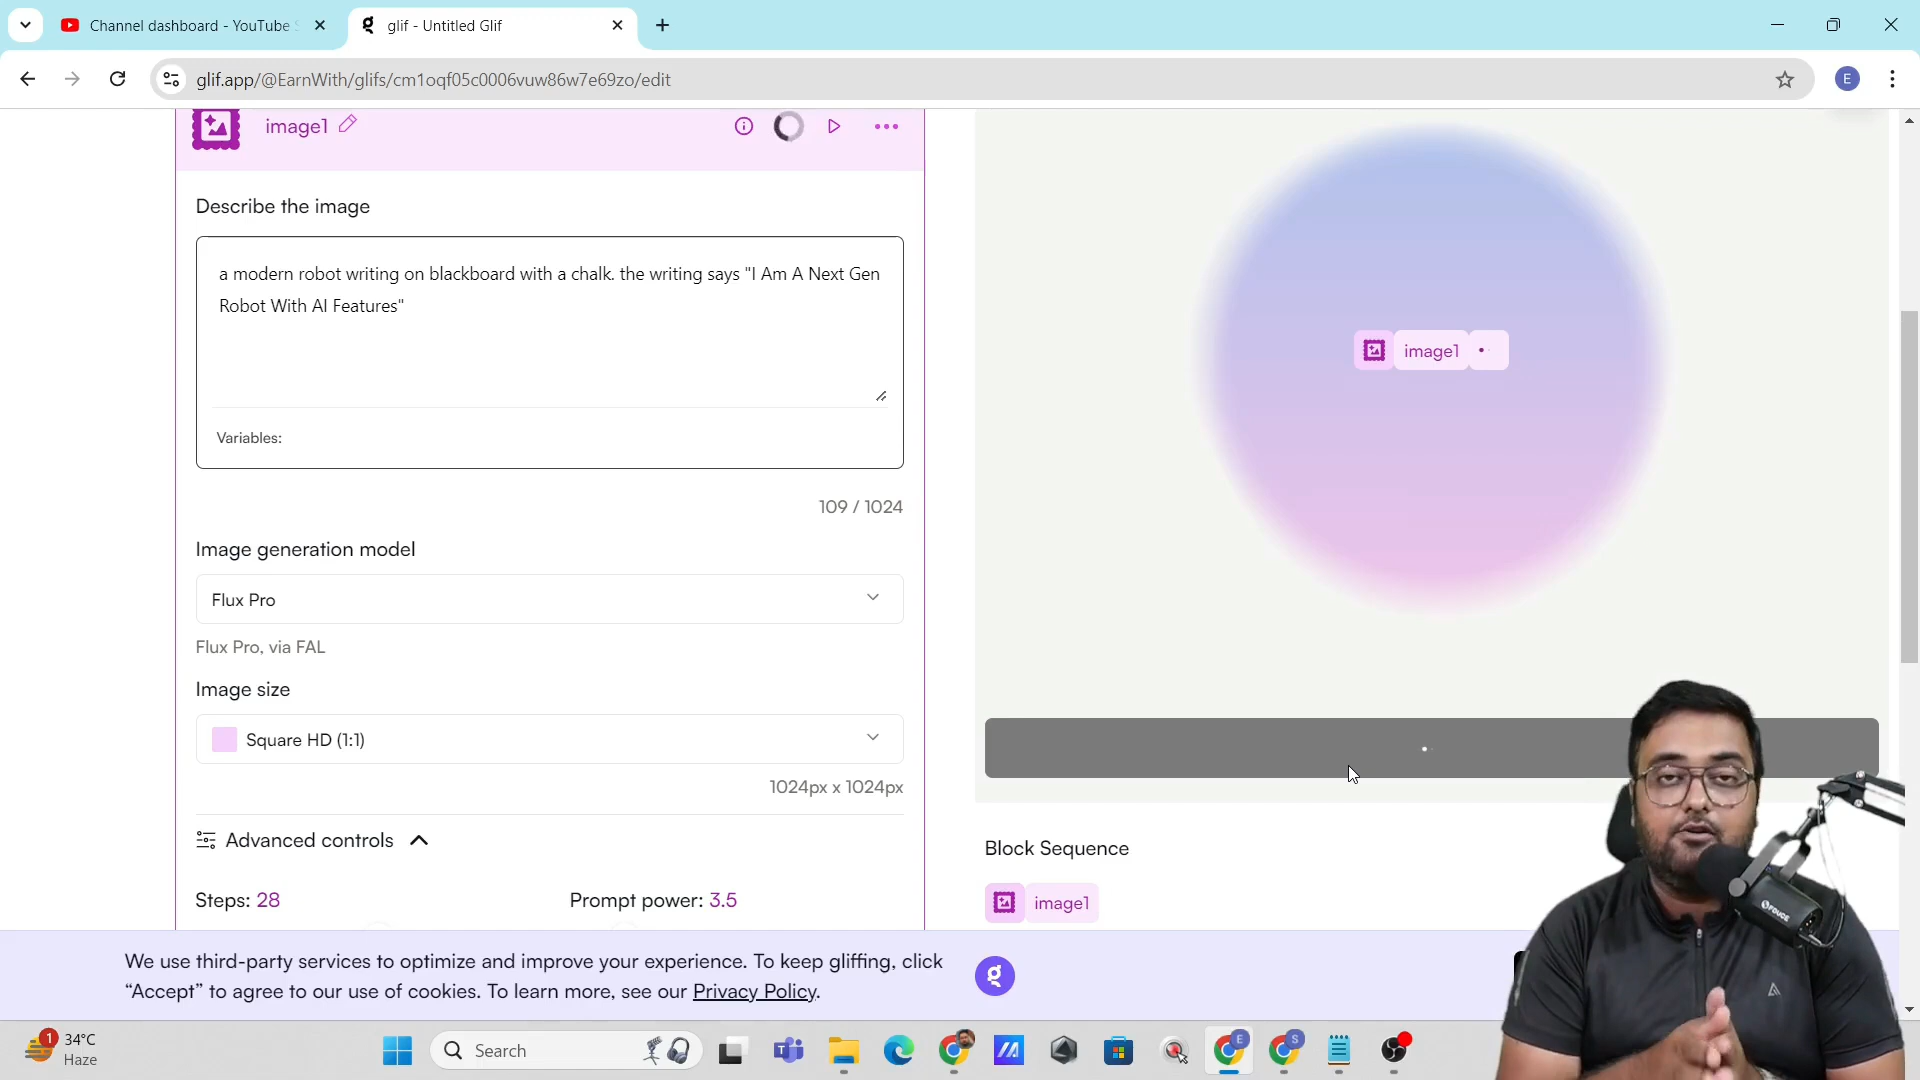 Channel dashboard - YouTube S
glif - Untitled Glif
glif.app/@EarnWith/glifs/cm1oqf05c0006vuw86w7e69zo/edit
E
image1
Describe the image
a modern robot writing on blackboard with a chalk. the writing says "I Am A Next Gen
Robot With AI Features"
Variables:
109 / 1024
Image generation model
Flux Pro
Flux Pro, via FAL
Image size
Square HD (1:1)
1024px x 1024px
Advanced controls
Steps: 28
Prompt power: 3.5
image1
Block Sequence
image1
We use third-party services to optimize and improve your experience. To keep gliffing, click
“Accept” to agree to our use of cookies. To learn more, see our Privacy Policy.
g
1
34°C
Haze
Search
E
S
FDUCE